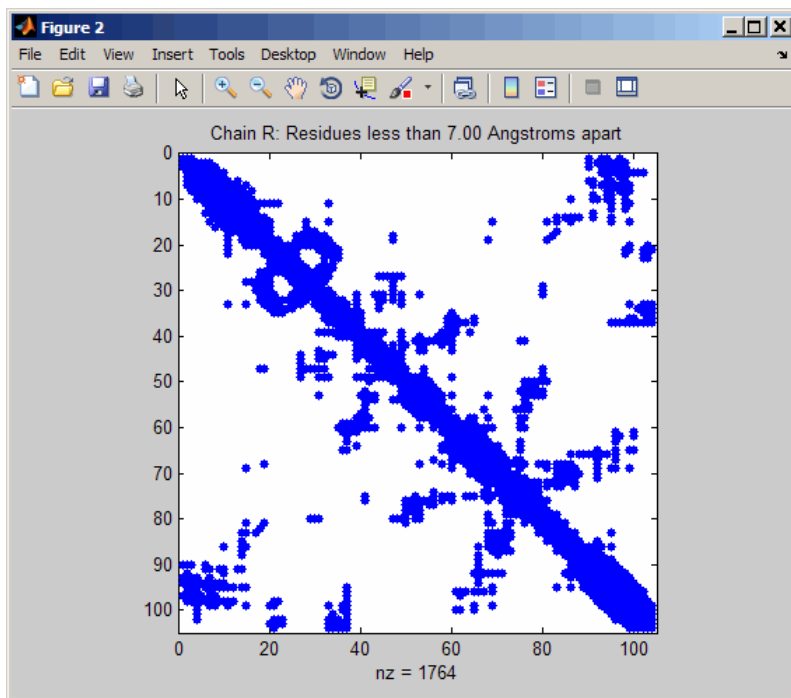 Figure 2
File Edit View Insert Tools Desktop Window Help
Chain R: Residues less than 7.00 Angstroms apart
0
10
20
30
40
50
60
70
80
90
100
0 20 40 60 80 100
nz = 1764